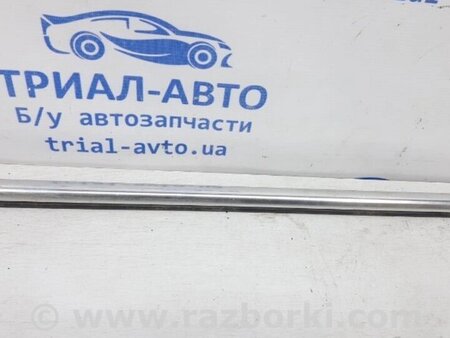 ТРИАЛ-АВТО
Б/у автозапчасти
trial-avto.ua
© www.razborki.com